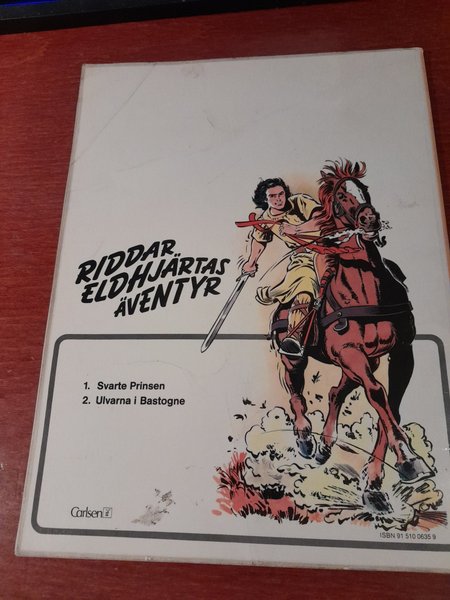 RIDDAR
ELDHJÄRTAS
ÄVENTYR
1. Svarte Prinsen
2. Ulvarna i Bastogne
Carlsen
ISBN 91 510 0635 9